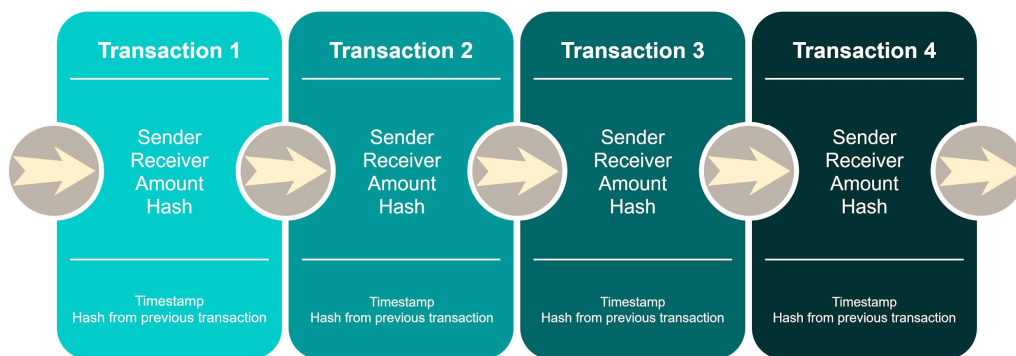 Transaction 1
Sender
Receiver
Amount
Hash
Timestamp
Hash from previous transaction
Transaction 2
Sender
Receiver
Amount
Hash
Timestamp
Hash from previous transaction
Transaction 3
Sender
Receiver
Amount
Hash
Timestamp
Hash from previous transaction
Transaction 4
Sender
Receiver
Amount
Hash
Timestamp
Hash from previous transaction